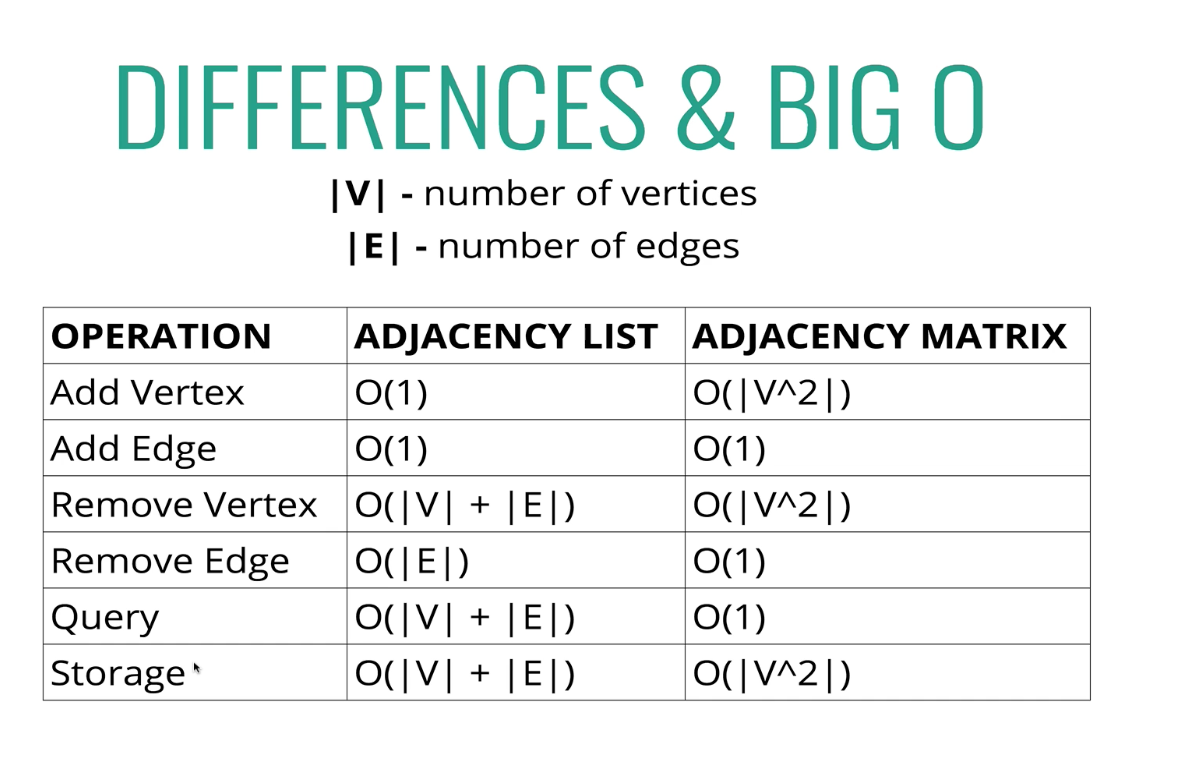 DIFFERENCES & BIG O
|V| - number of vertices
|E| - number of edges
OPERATION ADJACENCY LIST ADJACENCY MATRIX
Add Vertex O(1) O(|V^2|)
Add Edge O(1) O(1)
Remove Vertex O(|V| + |E|) O(|V^2|)
Remove Edge O(|E|) O(1)
Query O(|V| + |E|) O(1)
Storage O(|V| + |E|) O(|V^2|)